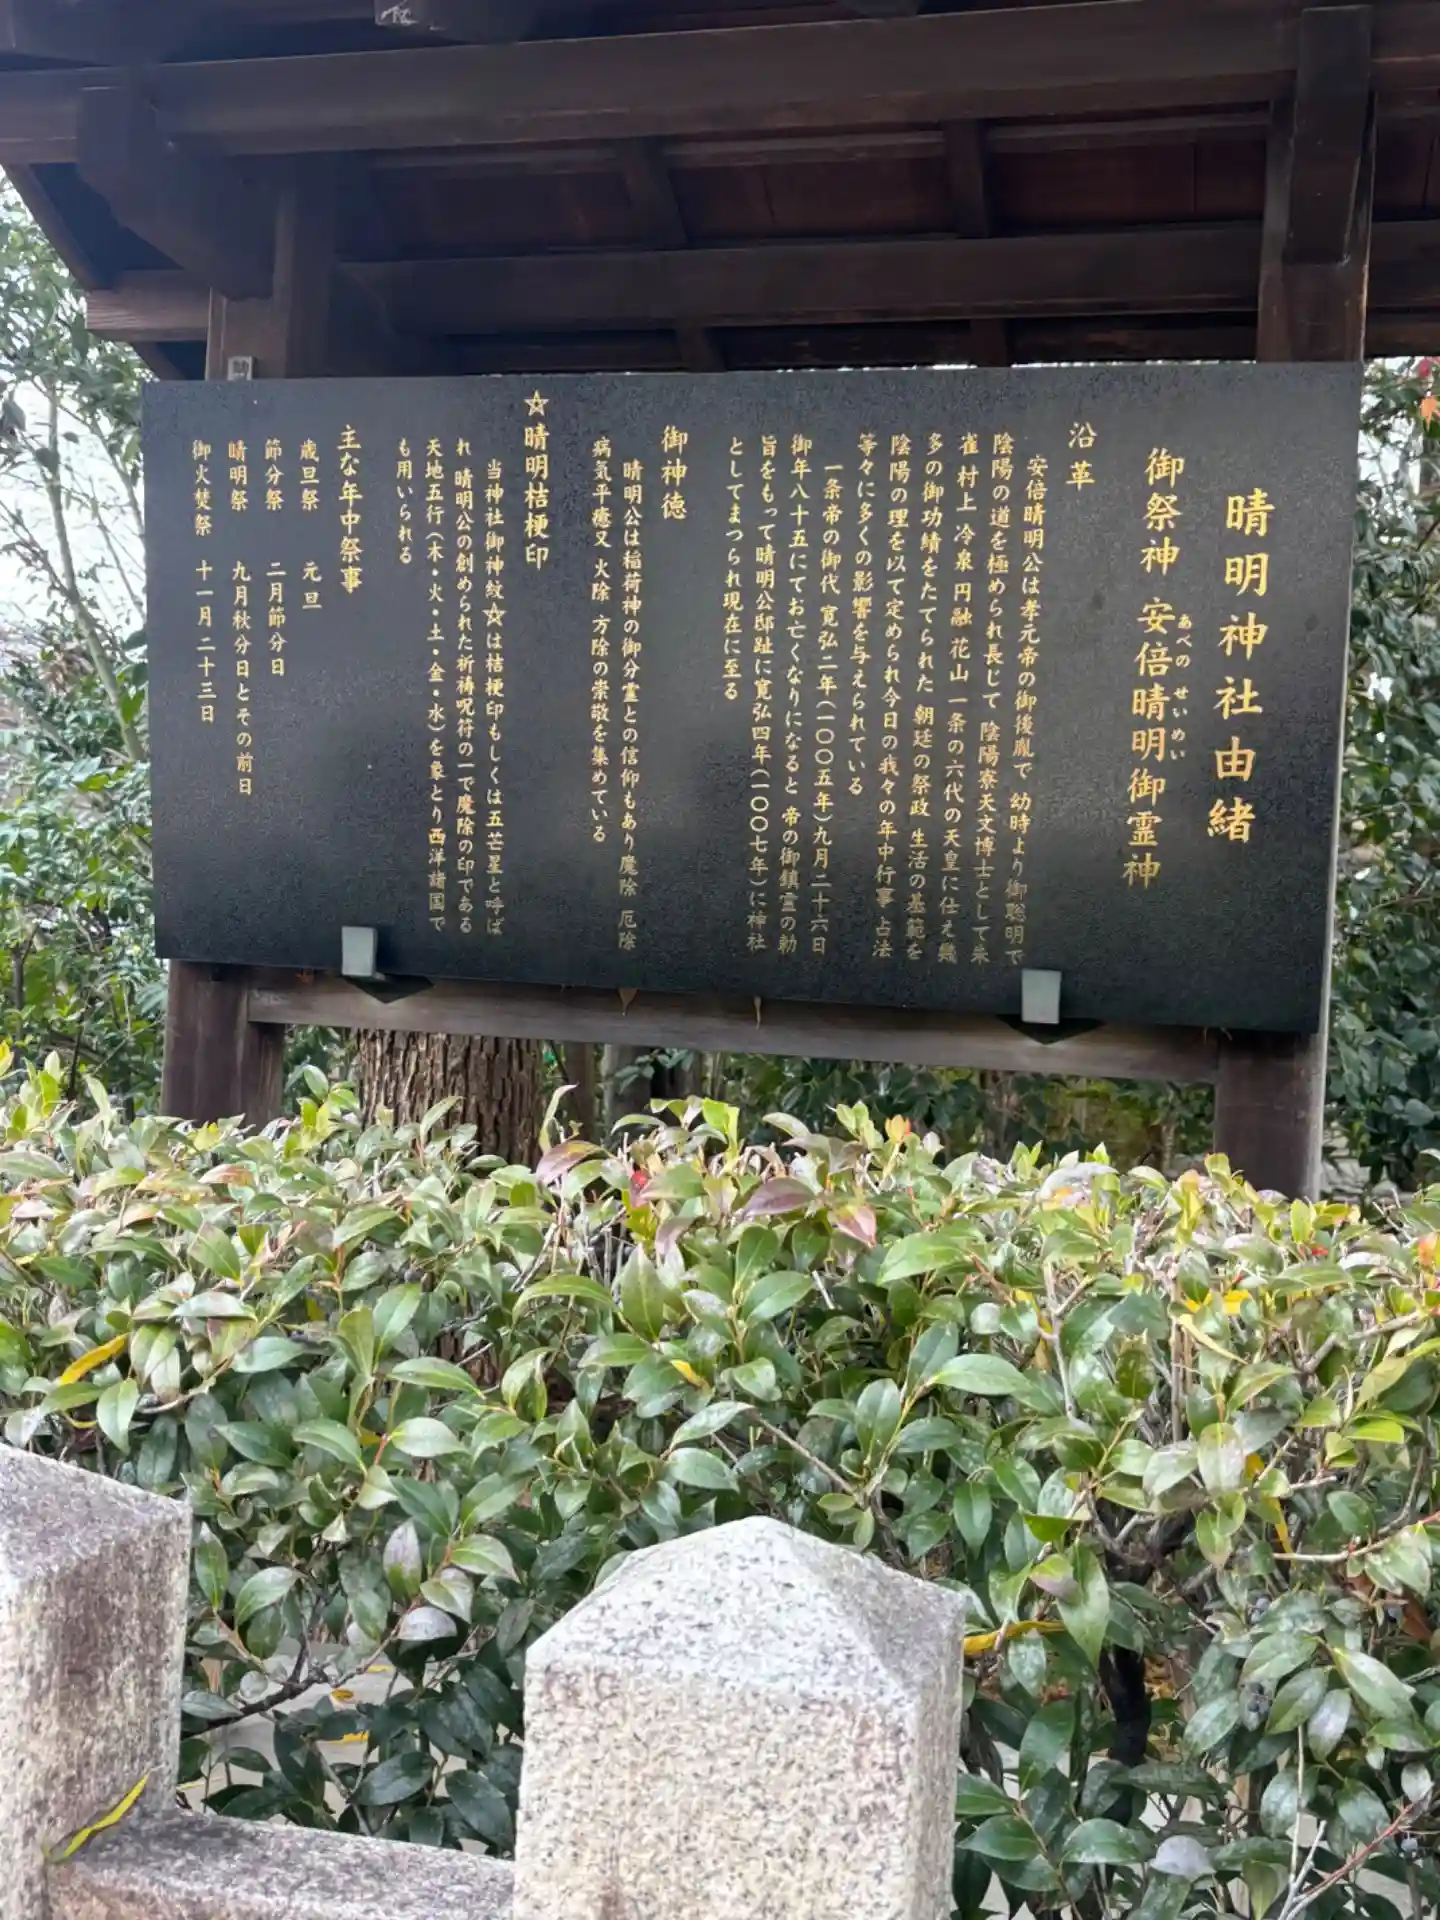 晴明神社由緒
御祭神 安倍晴明御霊神
あべの せいめい
沿革
安倍晴明公は孝元帝の御後胤で 幼時より御聡明で
陰陽の道を極められ長じて 陰陽寮天文博士として朱
雀 村上 冷泉 円融 花山 一条の六代の天皇に仕え幾
多の御功績をたてられた 朝廷の祭政 生活の基範を
陰陽の理を以て定められ今日の我々の年中行事 占法
等々に多くの影響を与えられている
一条帝の御代 寛弘二年(一〇〇五年)九月二十六日
御年八十五にてお亡くなりになると 帝の御鎮霊の勅
旨をもって晴明公邸趾に寛弘四年(一〇〇七年)に神社
としてまつられ現在に至る
御神徳
晴明公は稲荷神の御分霊との信仰もあり魔除 厄除
病気平癒又 火除 方除の崇敬を集めている
☆晴明桔梗印
当神社御神紋☆は桔梗印もしくは五芒星と呼ば
れ 晴明公の創められた祈祷呪符の一で魔除の印である
天地五行(木・火・土・金・水)を象とり西洋諸国で
も用いられる
主な年中祭事
歳旦祭 元旦
節分祭 二月節分日
晴明祭 九月秋分日とその前日
御火焚祭 十一月二十三日